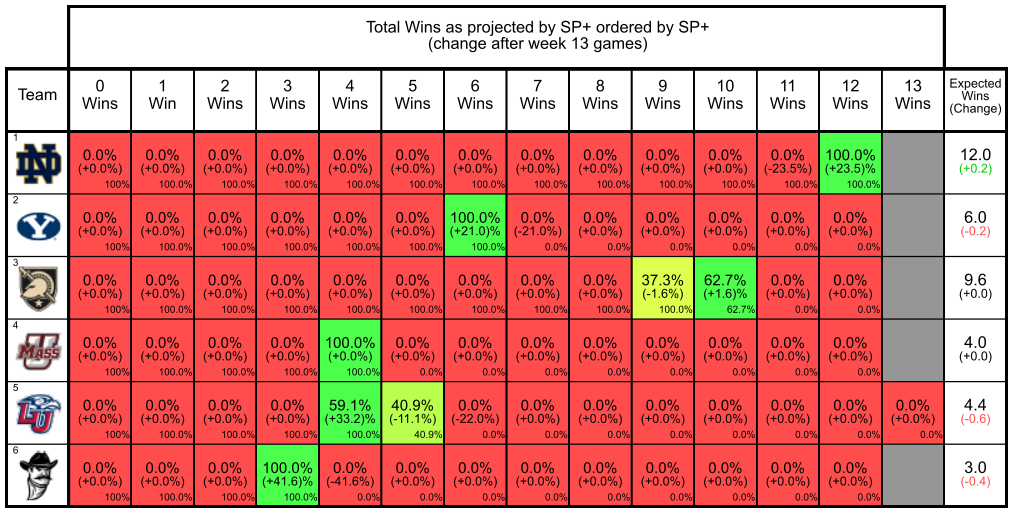 Total Wins as projected by SP+ ordered by SP+
(change after week 13 games)
Team 0 Wins 1 Win 2 Wins 3 Wins 4 Wins 5 Wins 6 Wins 7 Wins 8 Wins 9 Wins 10 Wins 11 Wins 12 Wins 13 Wins Expected Wins (Change)
1 ND 0.0% 0.0% 0.0% 0.0% 0.0% 0.0% 0.0% 0.0% 0.0% 0.0% 0.0% 0.0% 100.0% 12.0
(+0.0%) (+0.0%) (+0.0%) (+0.0%) (+0.0%) (+0.0%) (+0.0%) (+0.0%) (+0.0%) (+0.0%) (+0.0%) (-23.5%) (+23.5)% (+0.2)
100% 100.0% 100.0% 100.0% 100.0% 100.0% 100.0% 100.0% 100.0% 100.0% 100.0% 100.0% 100.0%
2 Y 0.0% 0.0% 0.0% 0.0% 0.0% 0.0% 100.0% 0.0% 0.0% 0.0% 0.0% 0.0% 0.0% 6.0
(+0.0%) (+0.0%) (+0.0%) (+0.0%) (+0.0%) (+0.0%) (+21.0)% (-21.0%) (+0.0%) (+0.0%) (+0.0%) (+0.0%) (+0.0%) (-0.2)
100% 100.0% 100.0% 100.0% 100.0% 100.0% 100.0% 0.0% 0.0% 0.0% 0.0% 0.0% 0.0%
3 0.0% 0.0% 0.0% 0.0% 0.0% 0.0% 0.0% 0.0% 0.0% 37.3% 62.7% 0.0% 0.0% 9.6
(+0.0%) (+0.0%) (+0.0%) (+0.0%) (+0.0%) (+0.0%) (+0.0%) (+0.0%) (+0.0%) (-1.6%) (+1.6)% (+0.0%) (+0.0%) (+0.0)
100% 100% 100% 100% 100% 100% 100.0% 100.0% 100.0% 100.0% 62.7% 0.0% 0.0%
4 U MASS 0.0% 0.0% 0.0% 0.0% 100.0% 0.0% 0.0% 0.0% 0.0% 0.0% 0.0% 0.0% 0.0% 4.0
(+0.0%) (+0.0%) (+0.0%) (+0.0%) (+0.0%) (+0.0%) (+0.0%) (+0.0%) (+0.0%) (+0.0%) (+0.0%) (+0.0%) (+0.0%) (+0.0)
100% 100.0% 100.0% 100.0% 100.0% 0.0% 0.0% 0.0% 0.0% 0.0% 0.0% 0.0% 0.0%
5 LU 0.0% 0.0% 0.0% 0.0% 59.1% 40.9% 0.0% 0.0% 0.0% 0.0% 0.0% 0.0% 0.0% 0.0% 4.4
(+0.0%) (+0.0%) (+0.0%) (+0.0%) (+33.2)% (-11.1%) (-22.0%) (+0.0%) (+0.0%) (+0.0%) (+0.0%) (+0.0%) (+0.0%) (+0.0%) (-0.6)
100% 100.0% 100.0% 100.0% 100.0% 40.9% 0.0% 0.0% 0.0% 0.0% 0.0% 0.0% 0.0% 0.0%
6 0.0% 0.0% 0.0% 100.0% 0.0% 0.0% 0.0% 0.0% 0.0% 0.0% 0.0% 0.0% 0.0% 3.0
(+0.0%) (+0.0%) (+0.0%) (+41.6)% (-41.6%) (+0.0%) (+0.0%) (+0.0%) (+0.0%) (+0.0%) (+0.0%) (+0.0%) (+0.0%) (-0.4)
100% 100.0% 100.0% 100.0% 0.0% 0.0% 0.0% 0.0% 0.0% 0.0% 0.0% 0.0% 0.0%